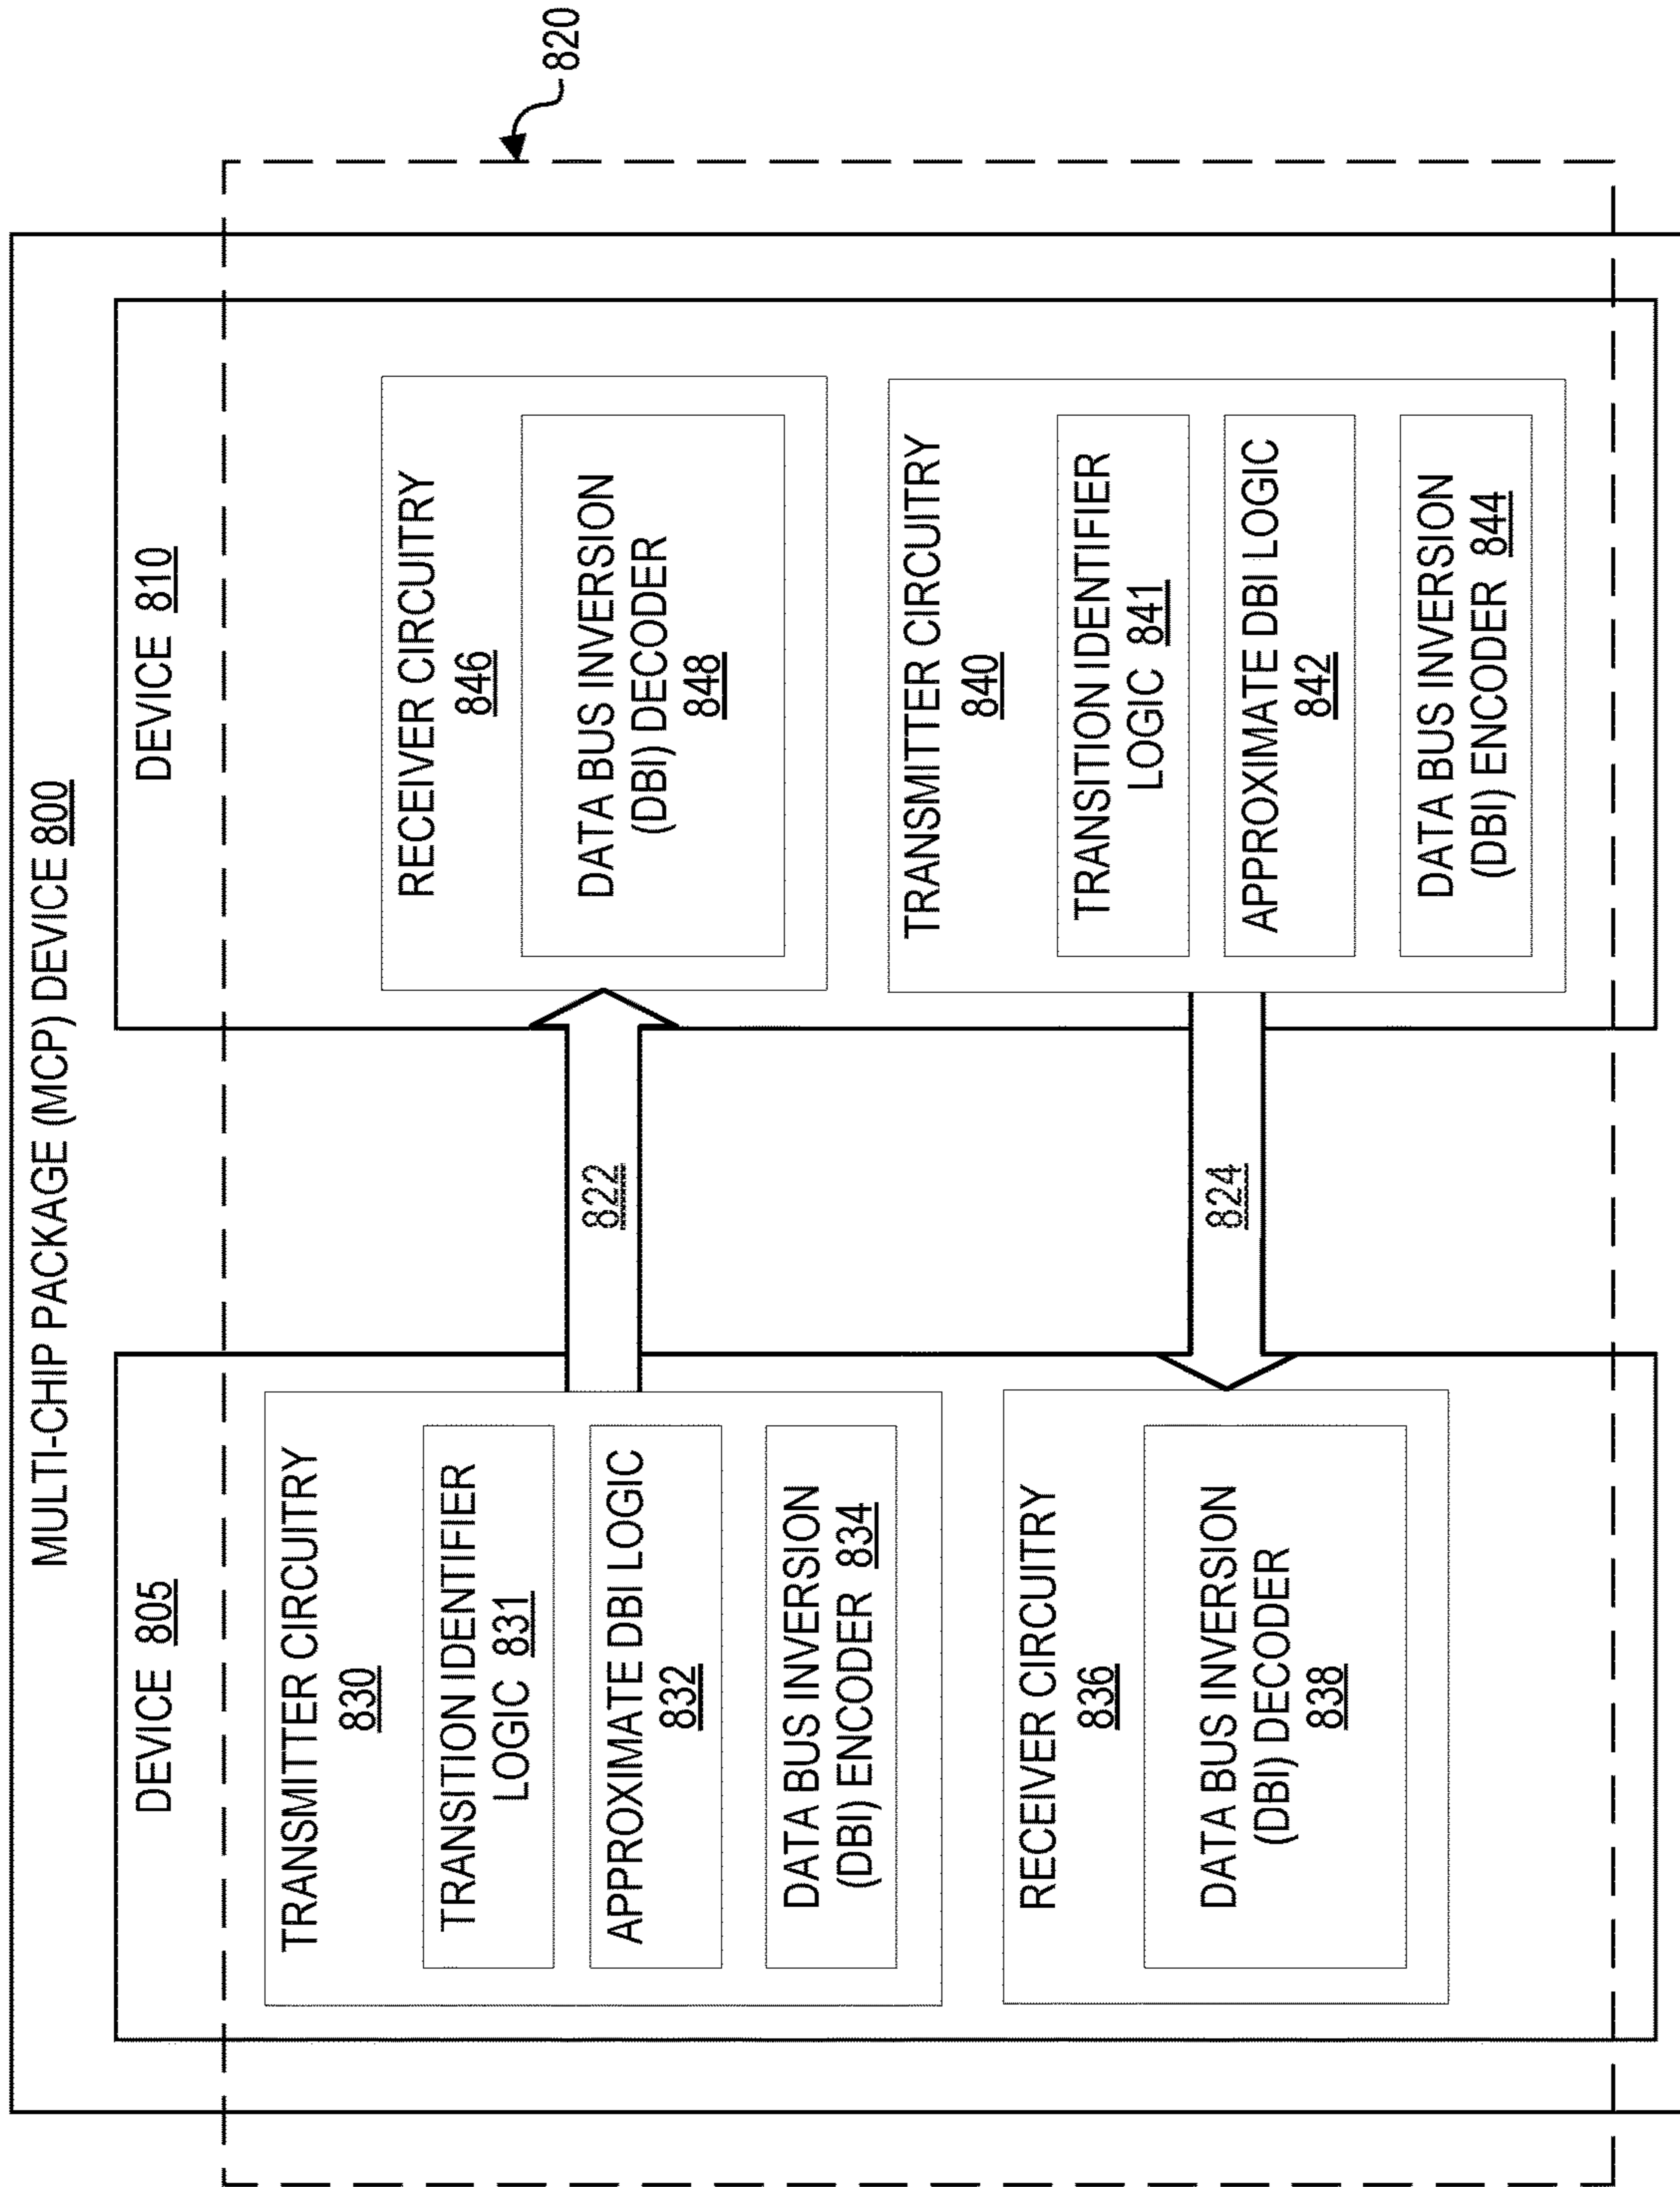 MULTI-CHIP PACKAGE (MCP) DEVICE 800
DEVICE 805
TRANSMITTER CIRCUITRY
830
TRANSITION IDENTIFIER
LOGIC 831
APPROXIMATE DBI LOGIC
832
DATA BUS INVERSION
(DBI) ENCODER 834
RECEIVER CIRCUITRY
836
DATA BUS INVERSION
(DBI) DECODER
838
822
824
DEVICE 810
RECEIVER CIRCUITRY
846
DATA BUS INVERSION
(DBI) DECODER
848
TRANSMITTER CIRCUITRY
840
TRANSITION IDENTIFIER
LOGIC 841
APPROXIMATE DBI LOGIC
842
DATA BUS INVERSION
(DBI) ENCODER 844
820